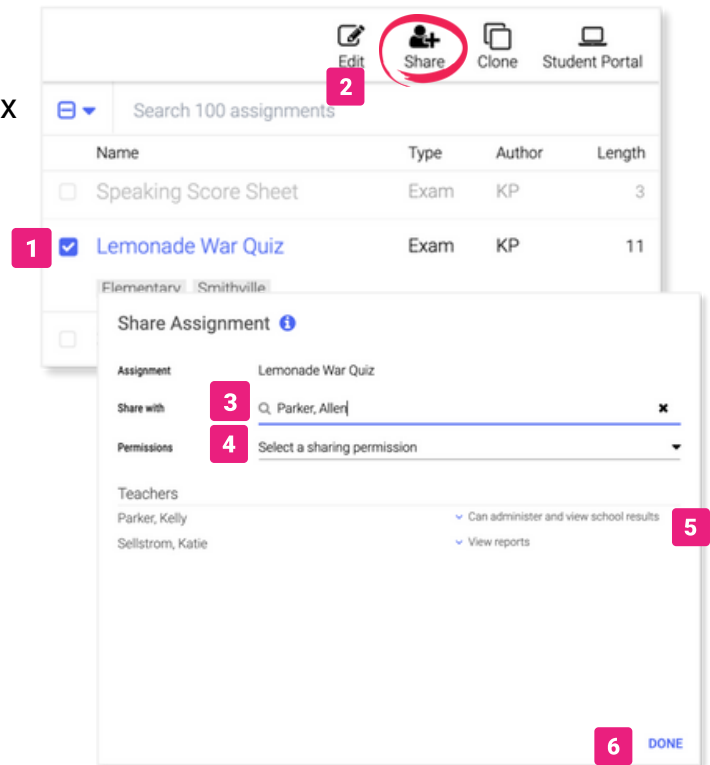 Edit Share Clone Student Portal
2
x
Search 100 assignments
Name Type Author Length
Speaking Score Sheet Exam KP 3
1 Lemonade War Quiz Exam KP 11
Elementary Smithville
Share Assignment
Assignment Lemonade War Quiz
Share with 3 Parker, Allen
Permissions 4 Select a sharing permission
Teachers
Parker, Kelly Can administer and view school results 5
Sellstrom, Katie View reports
6 DONE